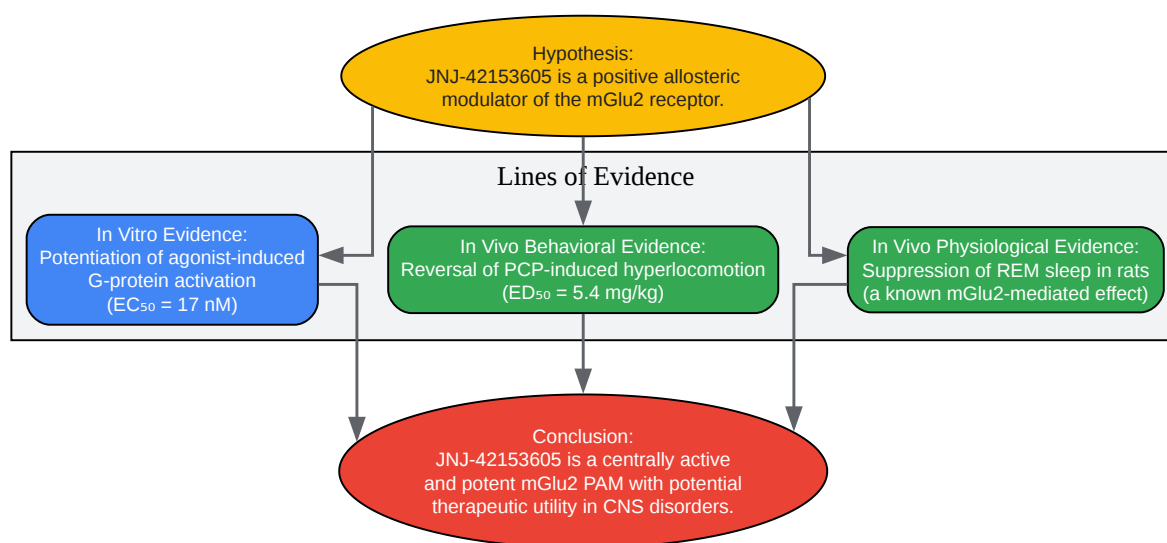 Hypothesis:
JNJ-42153605 is a positive allosteric
modulator of the mGlu2 receptor.
Lines of Evidence
In Vitro Evidence:
Potentiation of agonist-induced
G-protein activation
(EC₅₀ = 17 nM)
In Vivo Behavioral Evidence:
Reversal of PCP-induced hyperlocomotion
(ED₅₀ = 5.4 mg/kg)
In Vivo Physiological Evidence:
Suppression of REM sleep in rats
(a known mGlu2-mediated effect)
Conclusion:
JNJ-42153605 is a centrally active
and potent mGlu2 PAM with potential
therapeutic utility in CNS disorders.